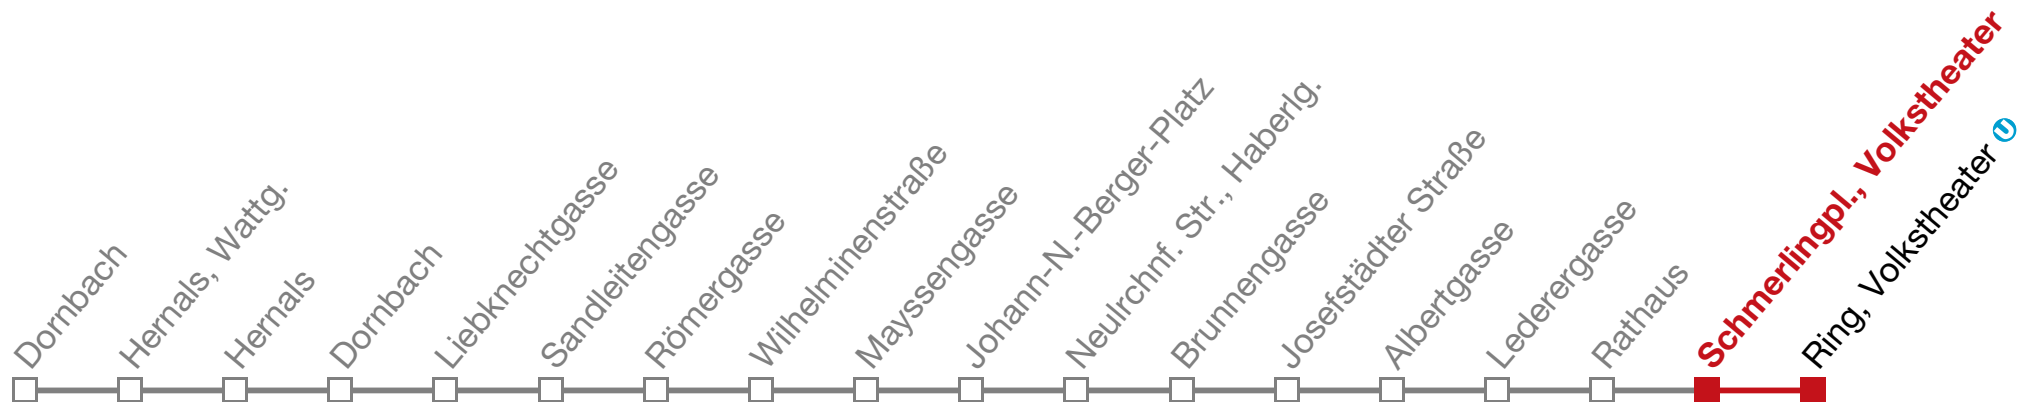 Dornbach
Hernals, Wattg.
Hernals
Dornbach
Liebknechtgasse
Sandleitengasse
Römergasse
Wilhelminenstraße
Mayssengasse
Johann-N.-Berger-Platz
Neulrchnf. Str., Haberlg.
Brunnengasse
Josefstädter Straße
Albertgasse
Lederergasse
Rathaus
Schmerlingpl., Volkstheater
Ring, Volkstheater U